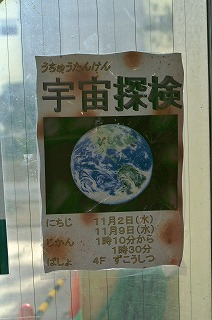 うちゅうたんけん
宇宙探検
にちじ 11月2日(水)
11月9日(水)
じかん 1時10分から
1時30分
ばしょ 4F ずこうしつ